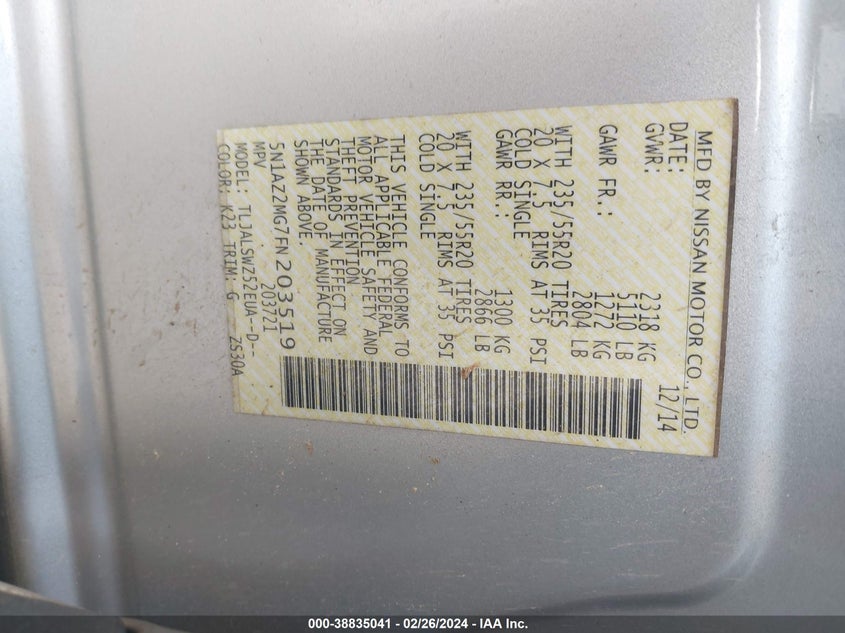 MFD BY NISSAN MOTOR CO., LTD.
DATE: 12/14
GVWR: 2318 KG
5110 LB
GAWR FR.: 1272 KG
2804 LB
WITH 235/55R20 TIRES
20 X 7.5 RIMS AT 35 PSI
COLD SINGLE
GAWR RR.: 1300 KG
2866 LB
WITH 235/55R20 TIRES
20 X 7.5 RIMS AT 35 PSI
COLD SINGLE
THIS VEHICLE CONFORMS TO
ALL APPLICABLE FEDERAL
MOTOR VEHICLE SAFETY AND
THEFT PREVENTION
STANDARDS IN EFFECT ON
THE DATE OF MANUFACTURE
SHOWN ABOVE.
5N1AZ2MG7FN203519
MPV 203721
MODEL: TLJALSWZ52EUA--D--
COLOR: K23 TRIM: G ZS30A
000-38835041 - 02/26/2024 - IAA Inc.